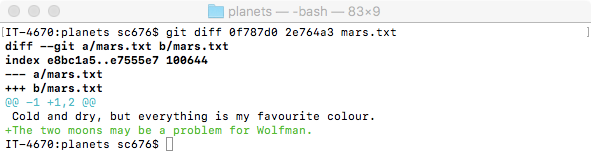 planets — -bash — 83×9
[IT-4670:planets sc676$ git diff 0f787d0 2e764a3 mars.txt ]
diff --git a/mars.txt b/mars.txt
index e8bc1a5..e7555e7 100644
--- a/mars.txt
+++ b/mars.txt
@@ -1 +1,2 @@
 Cold and dry, but everything is my favourite colour.
+The two moons may be a problem for Wolfman.
IT-4670:planets sc676$